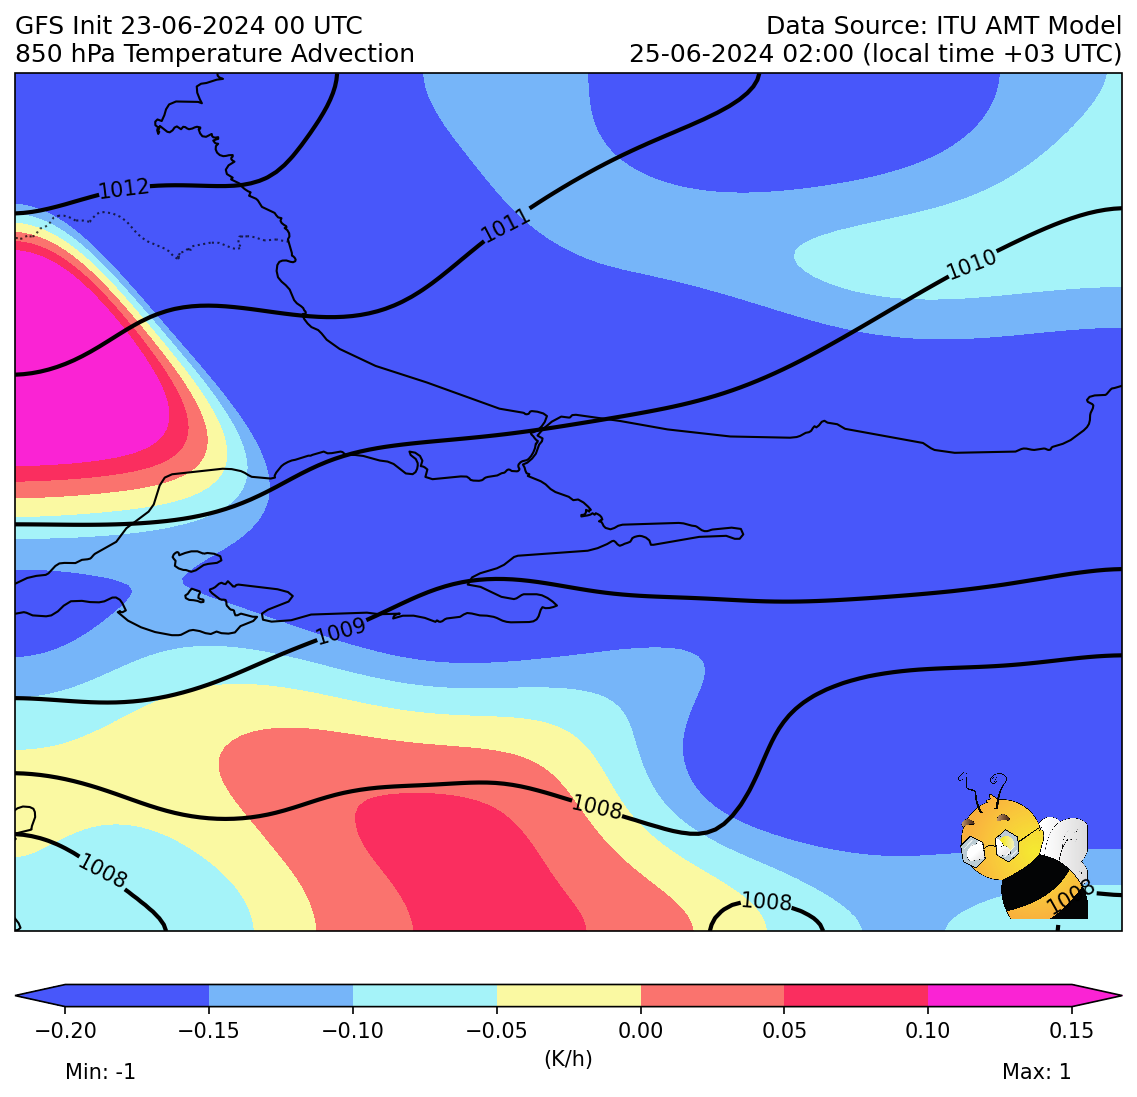 GFS Init 23-06-2024 00 UTC
Data Source: ITU AMT Model
850 hPa Temperature Advection
25-06-2024 02:00 (local time +03 UTC)
1012
1011
1010
1009
1008
1008
1008
1008
−0.20 −0.15 −0.10 −0.05 0.00 0.05 0.10 0.15
(K/h)
Min: -1
Max: 1